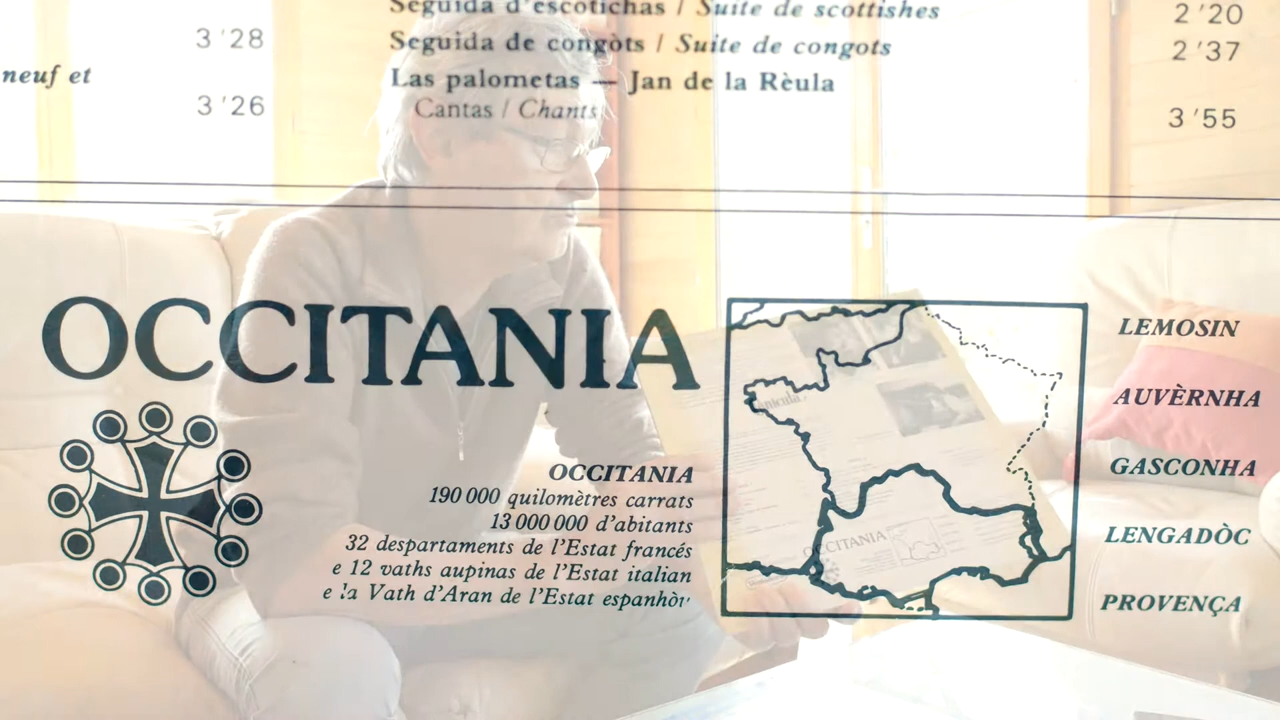 Seguida d'escotichas / Suite de scottishes 2'20
3'28
Seguida de congòts / Suite de congots 2'37
neuf et
Las palometas — Jan de la Rèula
3'26
Cantas / Chants 3'55
OCCITANIA
OCCITANIA
190 000 quilomètres carrats
13 000 000 d'abitants
32 despartaments de l'Estat francés
e 12 vaths aupinas de l'Estat italian
e la Vath d'Aran de l'Estat espanhòr
LEMOSIN
AUVÈRNHA
GASCONHA
LENGADÒC
PROVENÇA
OCCITANIA